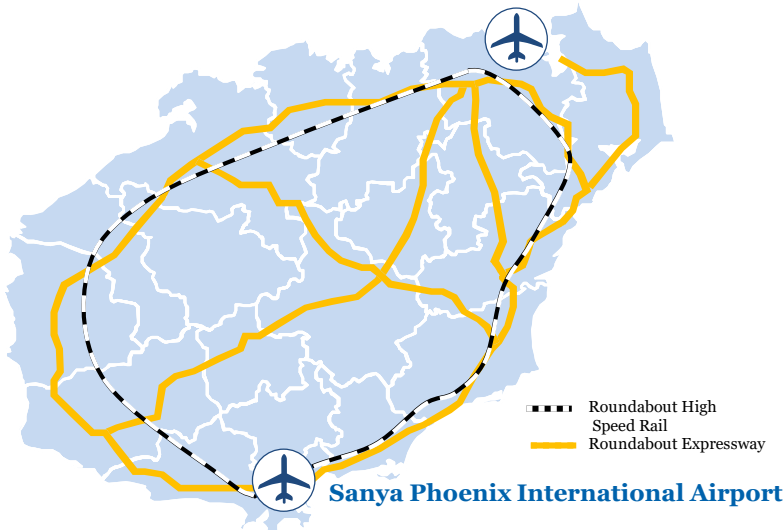 Roundabout High
Speed Rail
Roundabout Expressway
Sanya Phoenix International Airport